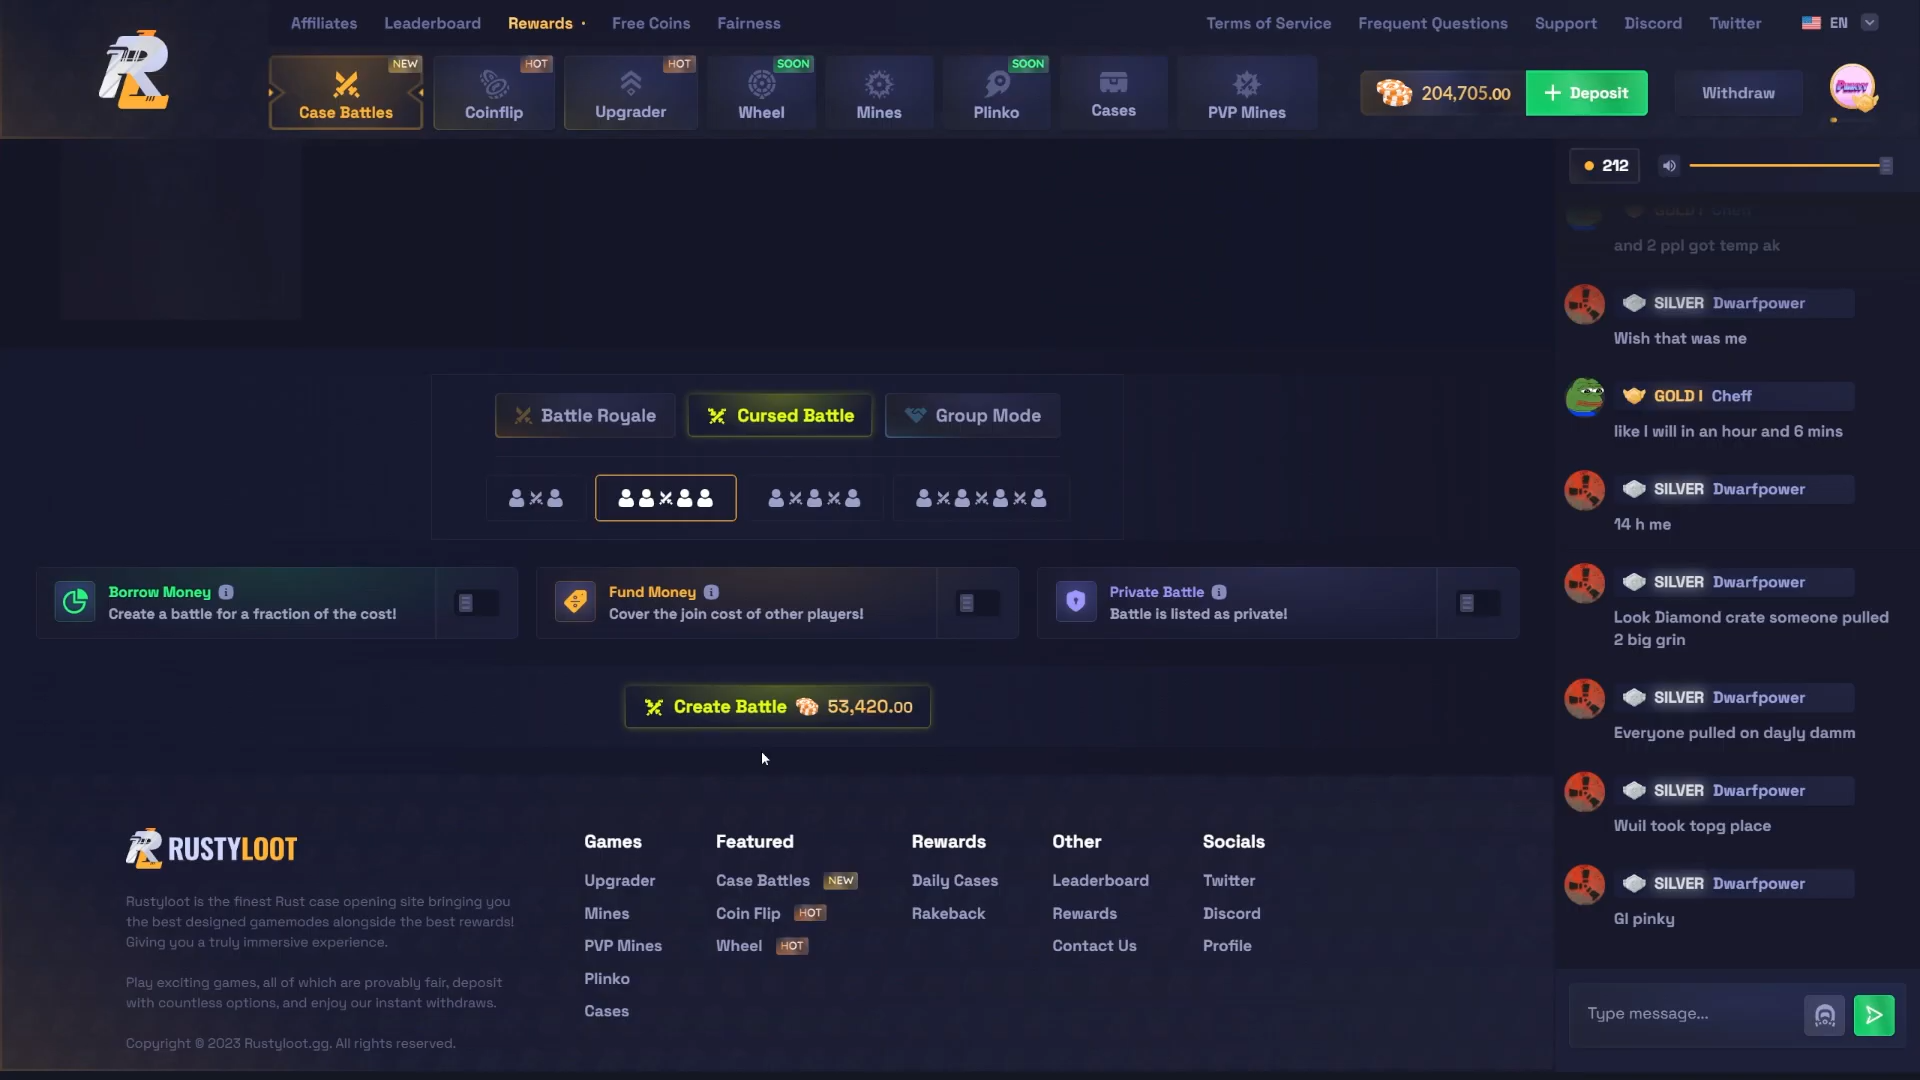 Affiliates
Leaderboard
Rewards
Free Coins
Fairness
Terms of Service
Frequent Questions
Support
Discord
Twitter
EN
NEW
Case Battles
HOT
Coinflip
HOT
Upgrader
SOON
Wheel
Mines
SOON
Plinko
Cases
PVP Mines
204,705.00
+ Deposit
Withdraw
212
GOLD I Cheff
and 2 ppl got temp ak
SILVER Dwarfpower
Wish that was me
GOLD I Cheff
like I will in an hour and 6 mins
SILVER Dwarfpower
14 h me
SILVER Dwarfpower
Look Diamond crate someone pulled
2 big grin
SILVER Dwarfpower
Everyone pulled on dayly damm
SILVER Dwarfpower
Wuil took topg place
SILVER Dwarfpower
Gl pinky
Type message...
Battle Royale
Cursed Battle
Group Mode
Borrow Money
Create a battle for a fraction of the cost!
Fund Money
Cover the join cost of other players!
Private Battle
Battle is listed as private!
Create Battle 53,420.00
RUSTYLOOT
Rustyloot is the finest Rust case opening site bringing you
the best designed gamemodes alongside the best rewards!
Giving you a truly immersive experience.
Play exciting games, all of which are provably fair, deposit
with countless options, and enjoy our instant withdraws.
Copyright © 2023 Rustyloot.gg. All rights reserved.
Games
Upgrader
Mines
PVP Mines
Plinko
Cases
Featured
Case Battles NEW
Coin Flip HOT
Wheel HOT
Rewards
Daily Cases
Rakeback
Other
Leaderboard
Rewards
Contact Us
Socials
Twitter
Discord
Profile